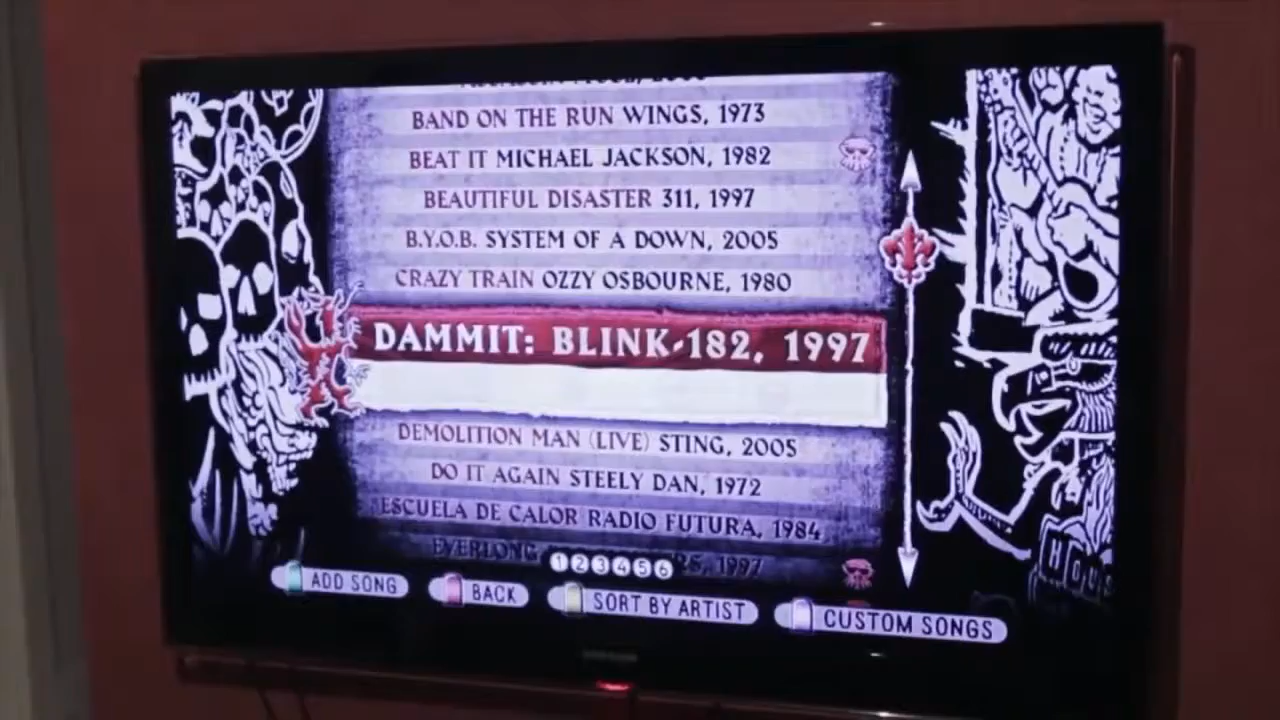 BAND ON THE RUN WINGS, 1973
BEAT IT MICHAEL JACKSON, 1982
BEAUTIFUL DISASTER 311, 1997
B.Y.O.B. SYSTEM OF A DOWN, 2005
CRAZY TRAIN OZZY OSBOURNE, 1980
DAMMIT: BLINK-182, 1997
DEMOLITION MAN (LIVE) STING, 2005
DO IT AGAIN STEELY DAN, 1972
ESCUELA DE CALOR RADIO FUTURA, 1984
EVERLONG 1997
1 2 3 4 5 6
ADD SONG BACK SORT BY ARTIST CUSTOM SONGS